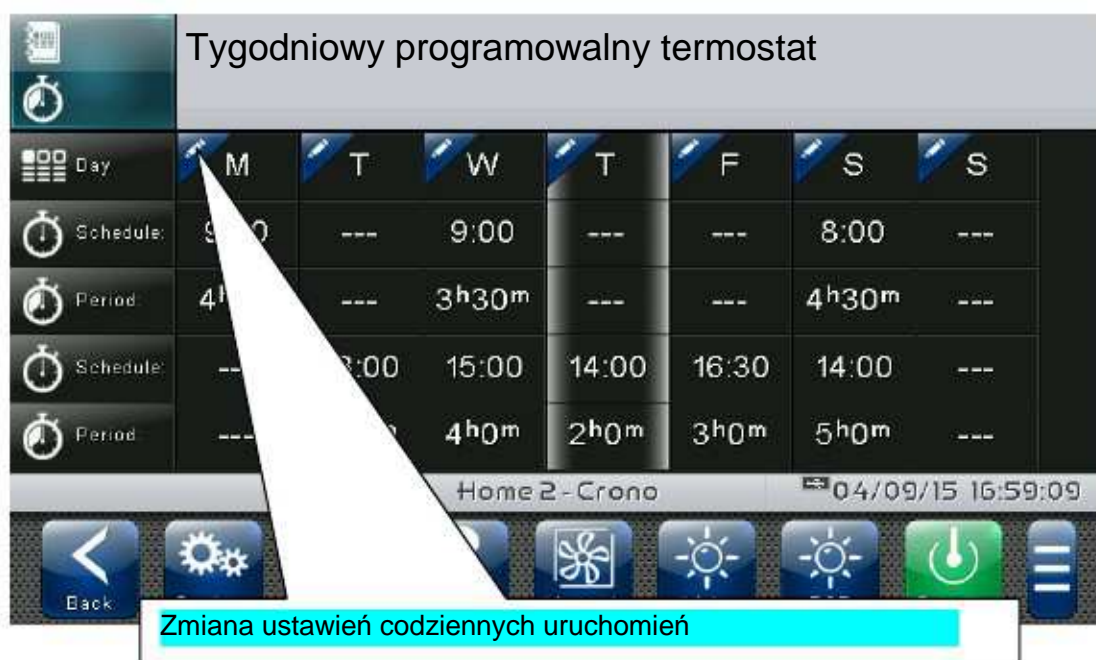 Tygodniowy programowalny termostat
Day M T W T F S S
Schedule: --- 9:00 --- --- 8:00 ---
Period --- 3h30m --- --- 4h30m ---
Schedule: 15:00 14:00 16:30 14:00 ---
Period --- 4h0m 2h0m 3h0m 5h0m ---
Home 2 - Crono 04/09/15 16:59:09
Back
Zmiana ustawień codziennych uruchomień